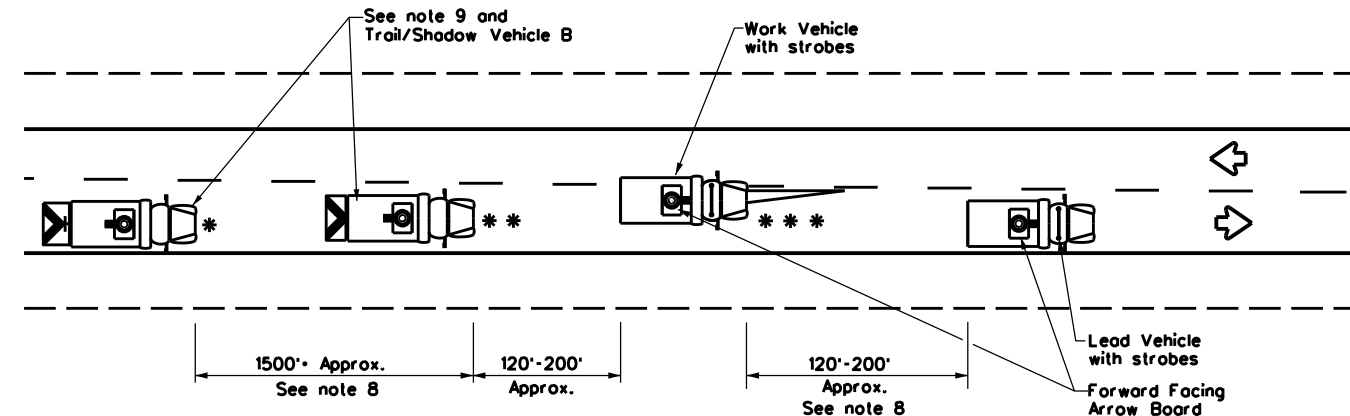 See note 9 and
Trail/Shadow Vehicle B
Work Vehicle
with strobes
*
* *
* * *
1500'+ Approx.
See note 8
120'-200'
Approx.
120'-200'
Approx.
See note 8
Lead Vehicle
with strobes
Forward Facing
Arrow Board